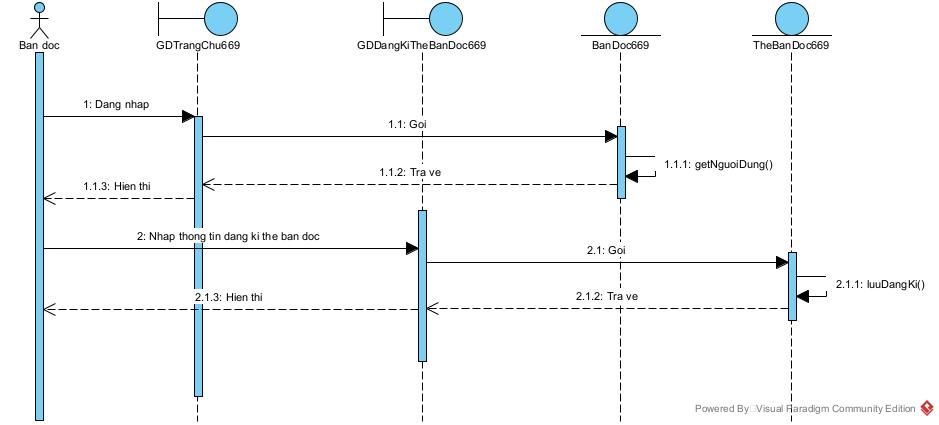 Ban doc
GDTrangChu669
GDDangKiTheBanDoc669
BanDoc669
TheBanDoc669
1: Dang nhap
1.1: Goi
1.1.1: getNguoiDung()
1.1.2: Tra ve
1.1.3: Hien thi
2: Nhap thong tin dang ki the ban doc
2.1: Goi
2.1.1: luuDangKi()
2.1.2: Tra ve
2.1.3: Hien thi
Powered By Visual Paradigm Community Edition